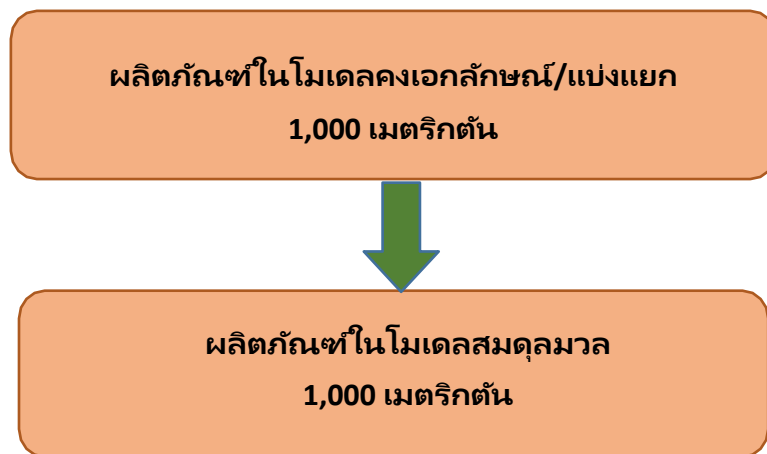 ผลิตภัณฑ์ในโมเดลคงเอกลักษณ์/แบ่งแยก
1,000 เมตริกตัน
ผลิตภัณฑ์ในโมเดลสมดุลมวล
1,000 เมตริกตัน